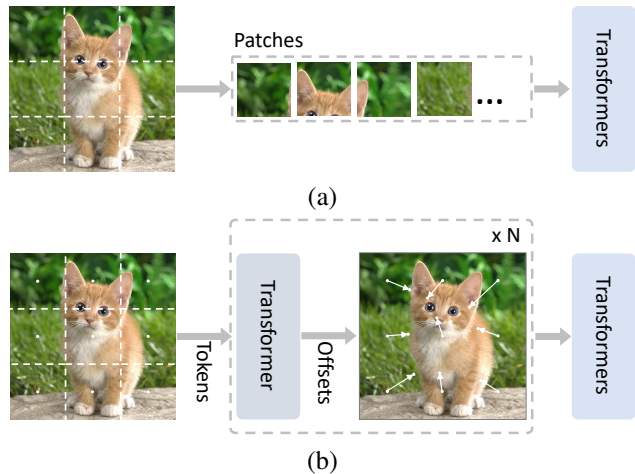 Patches
...
Transformers
(a)
x N
Tokens
Transformer
Offsets
Transformers
(b)